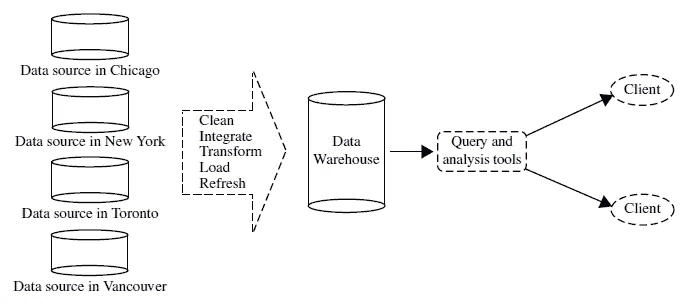 Data source in Chicago
Data source in New York
Data source in Toronto
Data source in Vancouver
Clean
Integrate
Transform
Load
Refresh
Data
Warehouse
Query and
analysis tools
Client
Client